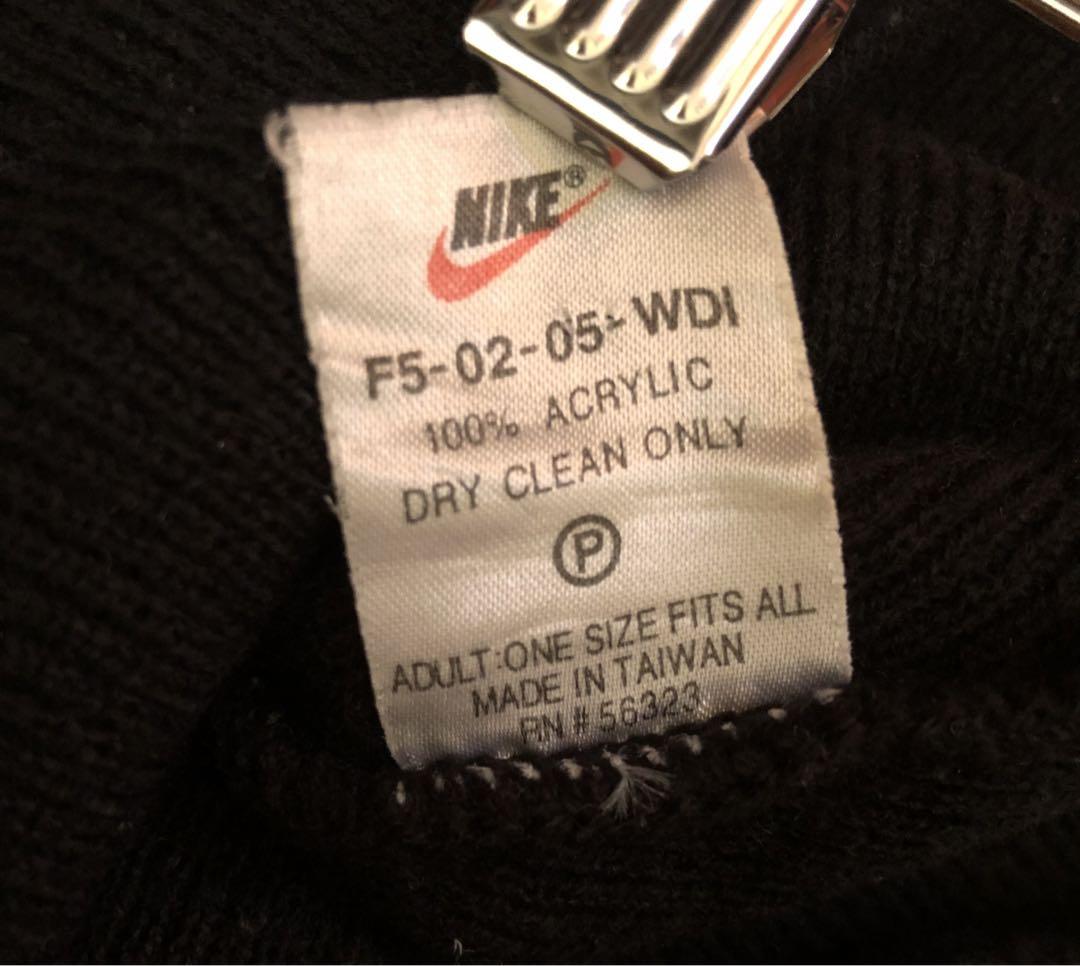 NIKE®
F5-02-05-WDI
100% ACRYLIC
DRY CLEAN ONLY
P
ADULT:ONE SIZE FITS ALL
MADE IN TAIWAN
RN # 56323